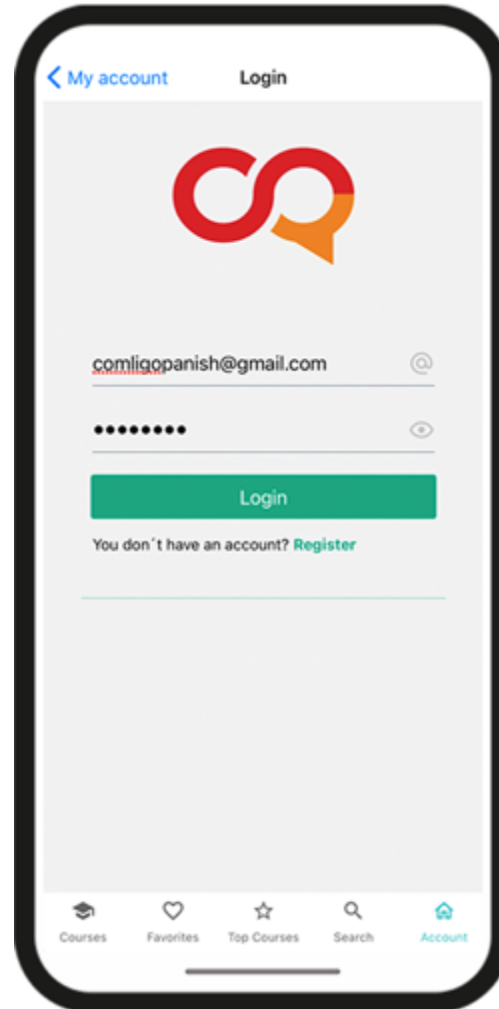 My account Login
comligopanish@gmail.com
••••••••
Login
You don´t have an account? Register
Courses Favorites Top Courses Search Account